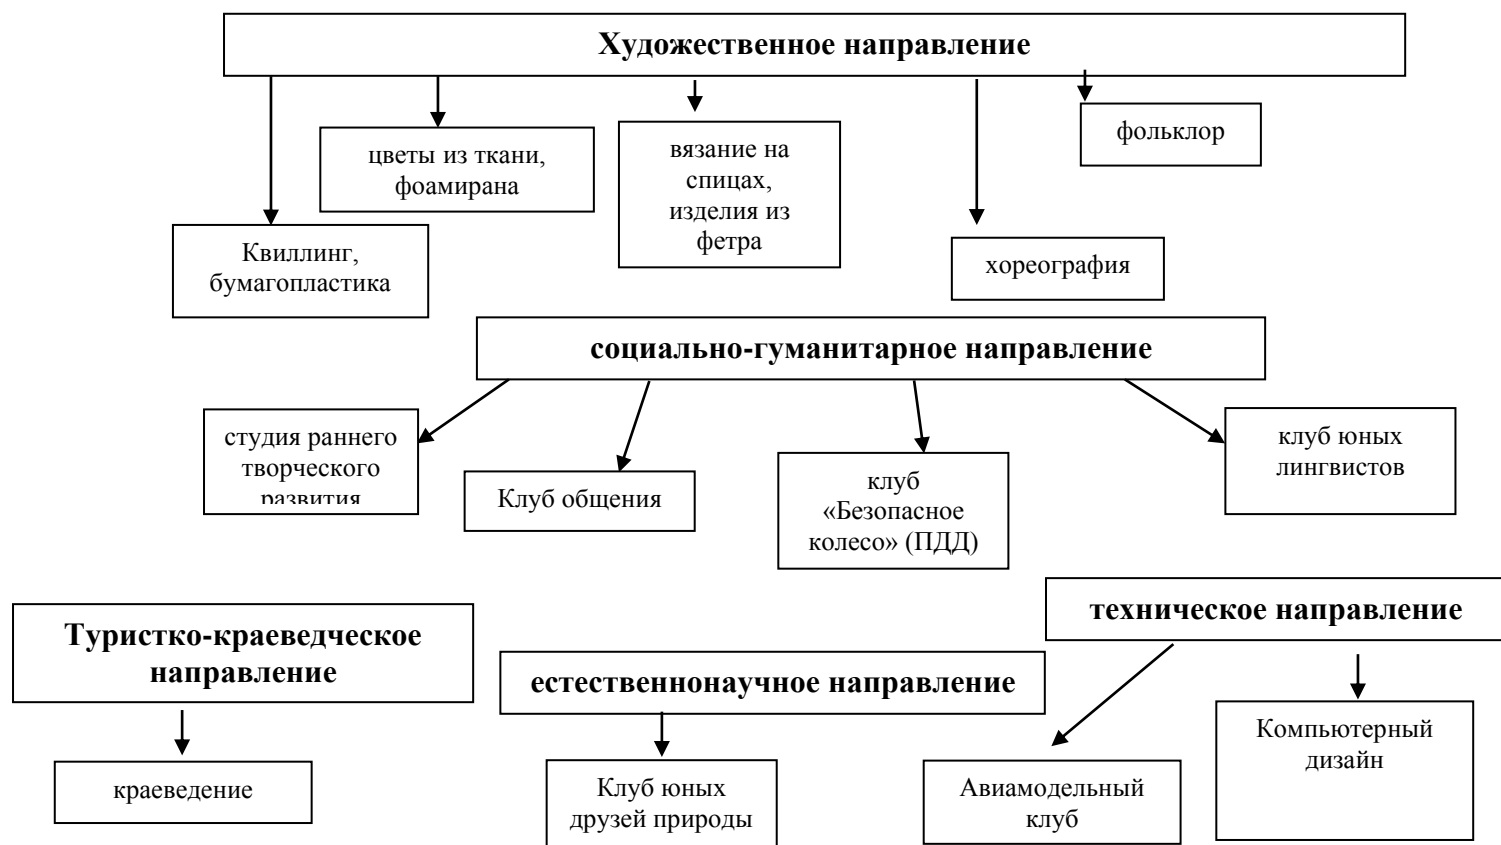 Художественное направление
фольклор
цветы из ткани,
фоамирана
вязание на
спицах,
изделия из
фетра
Квиллинг,
бумагопластика
хореография
социально-гуманитарное направление
студия раннего
творческого
развития
Клуб общения
клуб
«Безопасное
колесо» (ПДД)
клуб юных
лингвистов
Туристко-краеведческое
направление
краеведение
естественнонаучное направление
Клуб юных
друзей природы
техническое направление
Авиамодельный
клуб
Компьютерный
дизайн